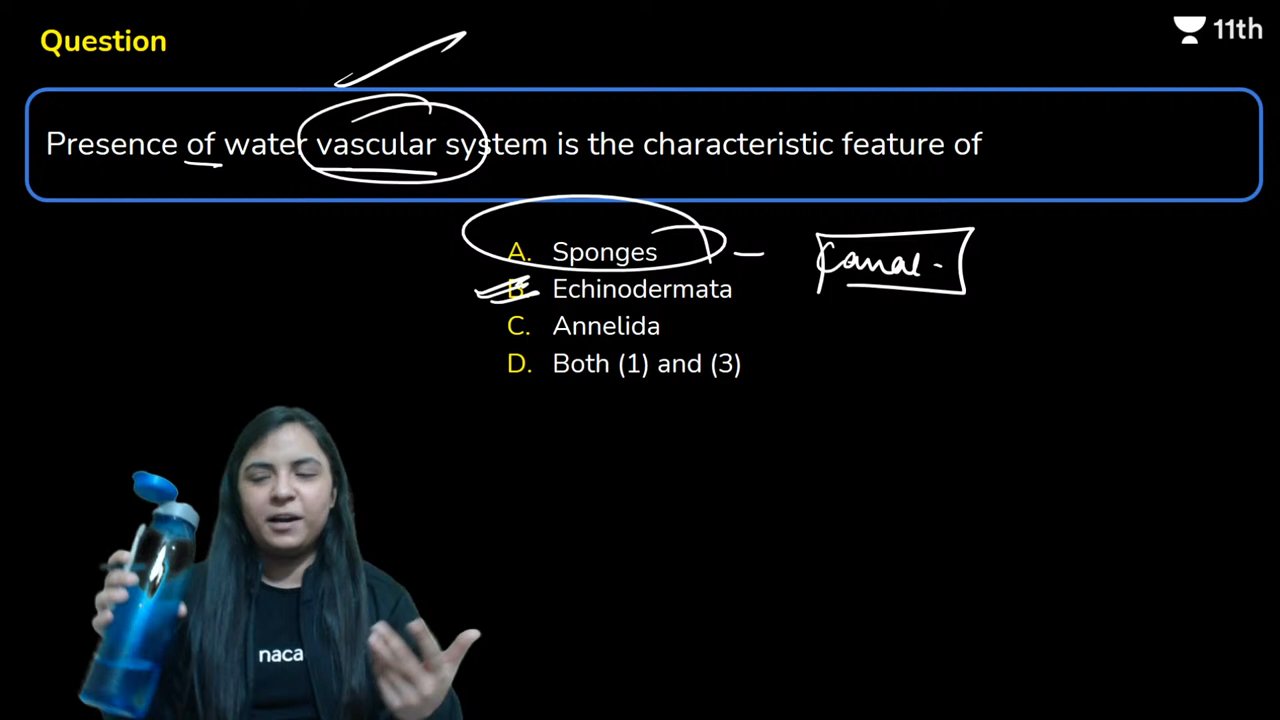 Question
11th
Presence of water vascular system is the characteristic feature of
A. Sponges — Canal -
B. Echinodermata
C. Annelida
D. Both (1) and (3)
naca